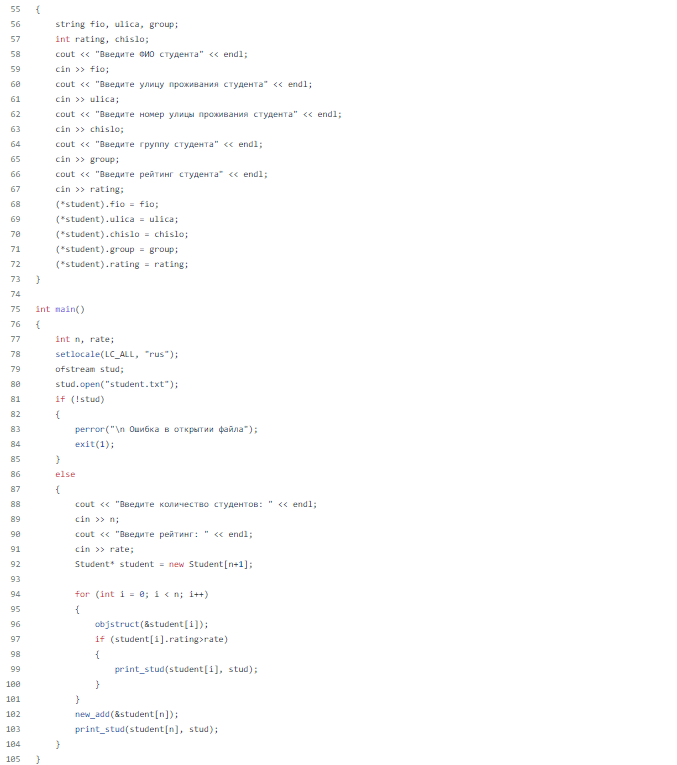 55 {
56     string fio, ulica, group;
57     int rating, chislo;
58     cout << "Введите ФИО студента" << endl;
59     cin >> fio;
60     cout << "Введите улицу проживания студента" << endl;
61     cin >> ulica;
62     cout << "Введите номер улицы проживания студента" << endl;
63     cin >> chislo;
64     cout << "Введите группу студента" << endl;
65     cin >> group;
66     cout << "Введите рейтинг студента" << endl;
67     cin >> rating;
68     (*student).fio = fio;
69     (*student).ulica = ulica;
70     (*student).chislo = chislo;
71     (*student).group = group;
72     (*student).rating = rating;
73 }
74
75 int main()
76 {
77     int n, rate;
78     setlocale(LC_ALL, "rus");
79     ofstream stud;
80     stud.open("student.txt");
81     if (!stud)
82     {
83         perror("\n Ошибка в открытии файла");
84         exit(1);
85     }
86     else
87     {
88         cout << "Введите количество студентов: " << endl;
89         cin >> n;
90         cout << "Введите рейтинг: " << endl;
91         cin >> rate;
92         Student* student = new Student[n+1];
93
94         for (int i = 0; i < n; i++)
95         {
96             objstruct(&student[i]);
97             if (student[i].rating>rate)
98             {
99                 print_stud(student[i], stud);
100             }
101         }
102         new_add(&student[n]);
103         print_stud(student[n], stud);
104     }
105 }